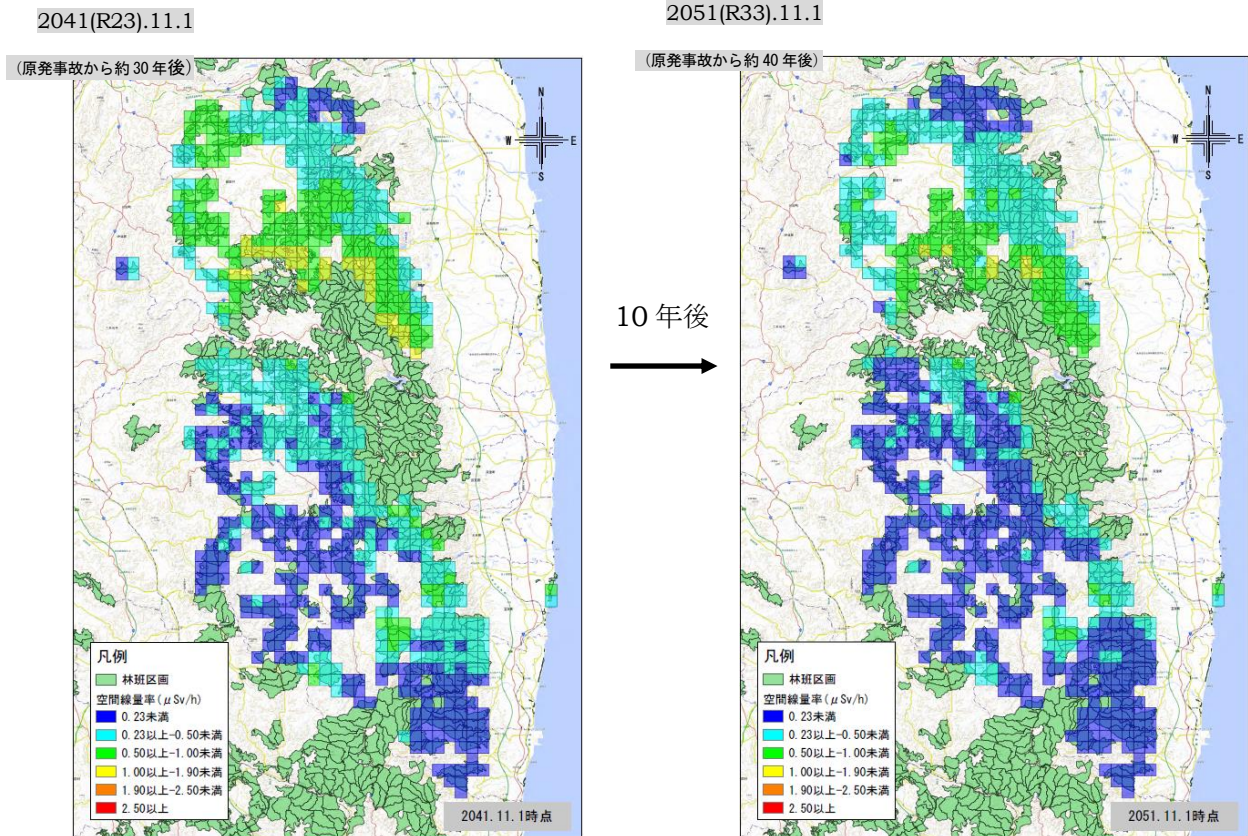 2041(R23).11.1
(原発事故から約30年後)
N
W
E
S
凡例
林班区画
空間線量率(μSv/h)
0.23未満
0.23以上-0.50未満
0.50以上-1.00未満
1.00以上-1.90未満
1.90以上-2.50未満
2.50以上
2041.11.1時点
10年後
2051(R33).11.1
(原発事故から約40年後)
N
W
E
S
凡例
林班区画
空間線量率(μSv/h)
0.23未満
0.23以上-0.50未満
0.50以上-1.00未満
1.00以上-1.90未満
1.90以上-2.50未満
2.50以上
2051.11.1時点